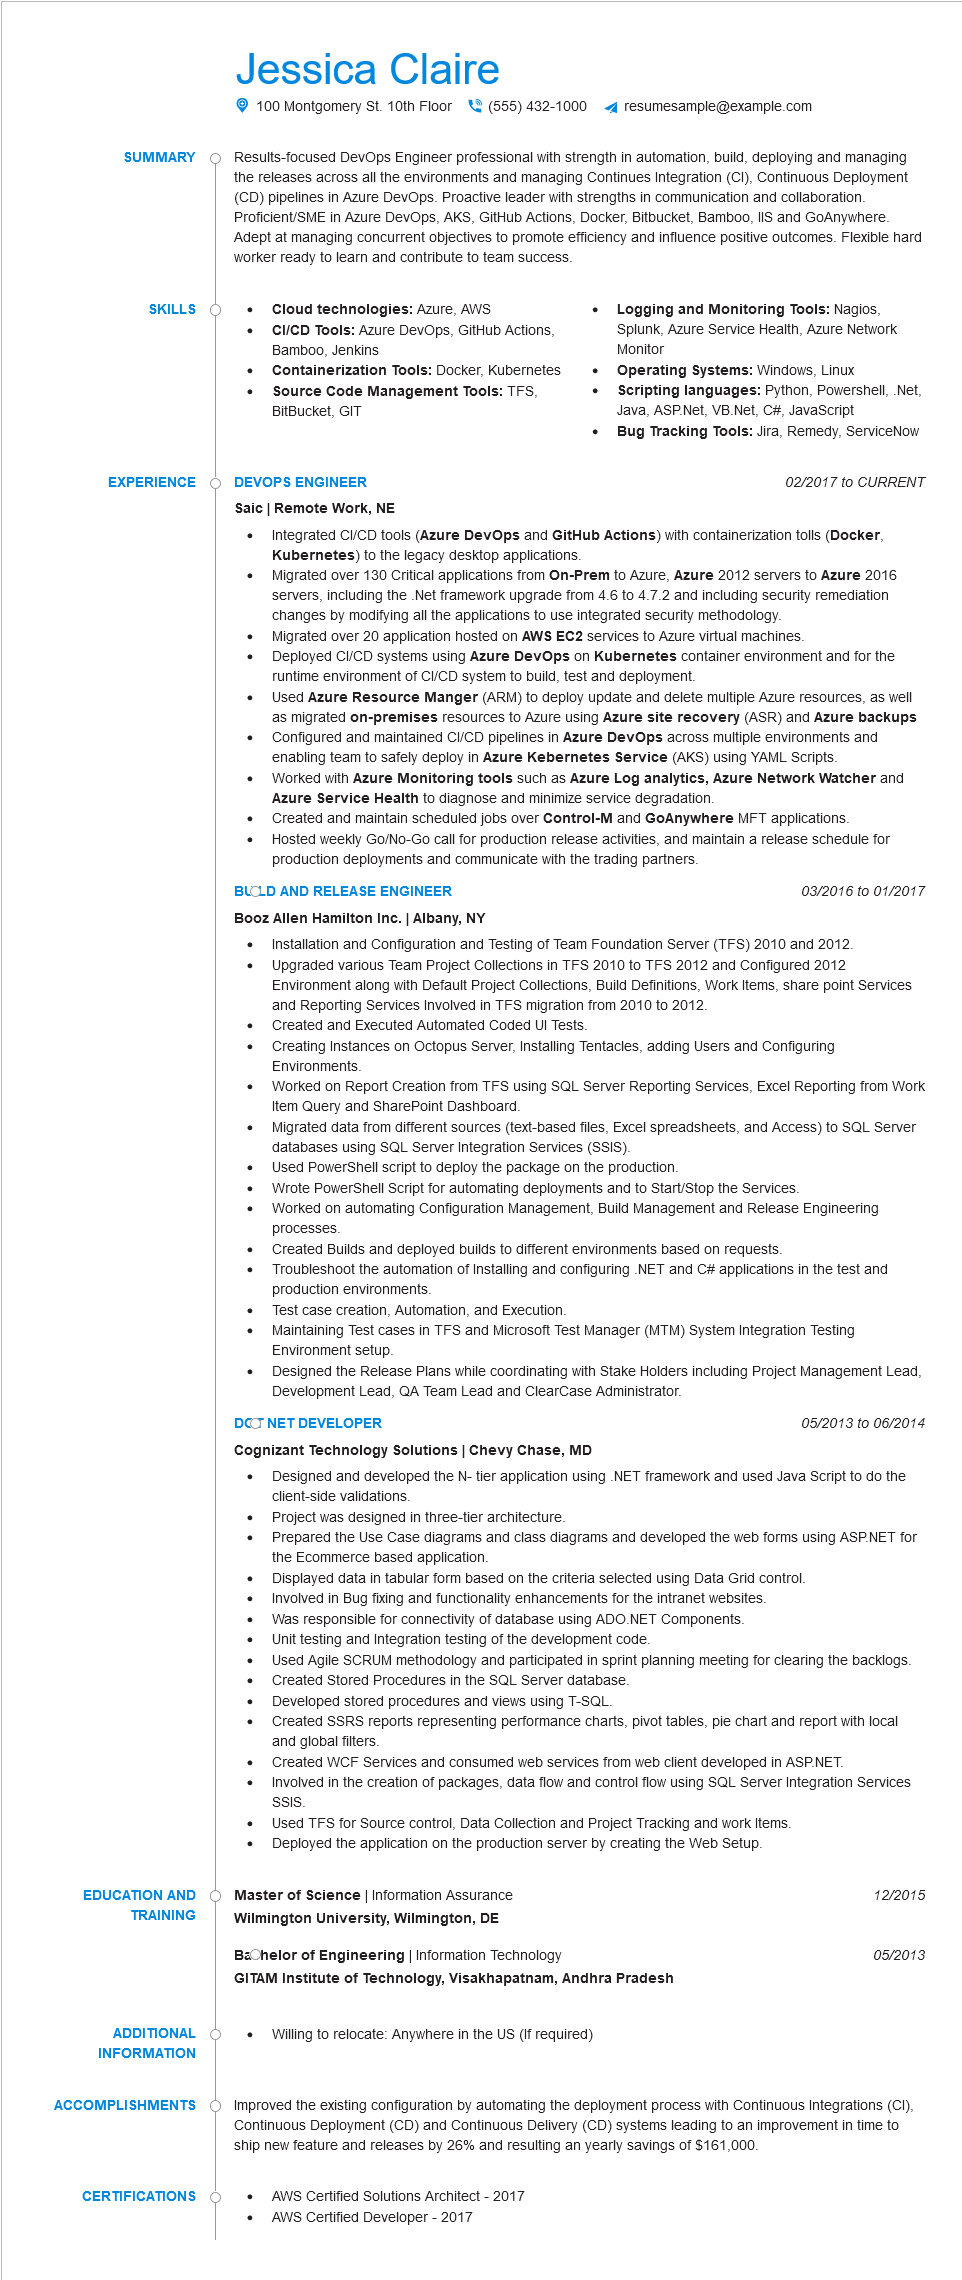 Jessica Claire
100 Montgomery St. 10th Floor (555) 432-1000 resumesample@example.com
SUMMARY
Results-focused DevOps Engineer professional with strength in automation, build, deploying and managing
the releases across all the environments and managing Continues Integration (CI), Continuous Deployment
(CD) pipelines in Azure DevOps. Proactive leader with strengths in communication and collaboration.
Proficient/SME in Azure DevOps, AKS, GitHub Actions, Docker, Bitbucket, Bamboo, IIS and GoAnywhere.
Adept at managing concurrent objectives to promote efficiency and influence positive outcomes. Flexible hard
worker ready to learn and contribute to team success.
SKILLS
• Cloud technologies: Azure, AWS
• CI/CD Tools: Azure DevOps, GitHub Actions,
Bamboo, Jenkins
• Containerization Tools: Docker, Kubernetes
• Source Code Management Tools: TFS,
BitBucket, GIT
• Logging and Monitoring Tools: Nagios,
Splunk, Azure Service Health, Azure Network
Monitor
• Operating Systems: Windows, Linux
• Scripting languages: Python, Powershell, .Net,
Java, ASP.Net, VB.Net, C#, JavaScript
• Bug Tracking Tools: Jira, Remedy, ServiceNow
EXPERIENCE
DEVOPS ENGINEER 02/2017 to CURRENT
Saic | Remote Work, NE
• Integrated CI/CD tools (Azure DevOps and GitHub Actions) with containerization tolls (Docker,
Kubernetes) to the legacy desktop applications.
• Migrated over 130 Critical applications from On-Prem to Azure, Azure 2012 servers to Azure 2016
servers, including the .Net framework upgrade from 4.6 to 4.7.2 and including security remediation
changes by modifying all the applications to use integrated security methodology.
• Migrated over 20 application hosted on AWS EC2 services to Azure virtual machines.
• Deployed CI/CD systems using Azure DevOps on Kubernetes container environment and for the
runtime environment of CI/CD system to build, test and deployment.
• Used Azure Resource Manger (ARM) to deploy update and delete multiple Azure resources, as well
as migrated on-premises resources to Azure using Azure site recovery (ASR) and Azure backups
• Configured and maintained CI/CD pipelines in Azure DevOps across multiple environments and
enabling team to safely deploy in Azure Kebernetes Service (AKS) using YAML Scripts.
• Worked with Azure Monitoring tools such as Azure Log analytics, Azure Network Watcher and
Azure Service Health to diagnose and minimize service degradation.
• Created and maintain scheduled jobs over Control-M and GoAnywhere MFT applications.
• Hosted weekly Go/No-Go call for production release activities, and maintain a release schedule for
production deployments and communicate with the trading partners.
BUILD AND RELEASE ENGINEER 03/2016 to 01/2017
Booz Allen Hamilton Inc. | Albany, NY
• Installation and Configuration and Testing of Team Foundation Server (TFS) 2010 and 2012.
• Upgraded various Team Project Collections in TFS 2010 to TFS 2012 and Configured 2012
Environment along with Default Project Collections, Build Definitions, Work Items, share point Services
and Reporting Services Involved in TFS migration from 2010 to 2012.
• Created and Executed Automated Coded UI Tests.
• Creating Instances on Octopus Server, Installing Tentacles, adding Users and Configuring
Environments.
• Worked on Report Creation from TFS using SQL Server Reporting Services, Excel Reporting from Work
Item Query and SharePoint Dashboard.
• Migrated data from different sources (text-based files, Excel spreadsheets, and Access) to SQL Server
databases using SQL Server Integration Services (SSIS).
• Used PowerShell script to deploy the package on the production.
• Wrote PowerShell Script for automating deployments and to Start/Stop the Services.
• Worked on automating Configuration Management, Build Management and Release Engineering
processes.
• Created Builds and deployed builds to different environments based on requests.
• Troubleshoot the automation of Installing and configuring .NET and C# applications in the test and
production environments.
• Test case creation, Automation, and Execution.
• Maintaining Test cases in TFS and Microsoft Test Manager (MTM) System Integration Testing
Environment setup.
• Designed the Release Plans while coordinating with Stake Holders including Project Management Lead,
Development Lead, QA Team Lead and ClearCase Administrator.
DOT NET DEVELOPER 05/2013 to 06/2014
Cognizant Technology Solutions | Chevy Chase, MD
• Designed and developed the N- tier application using .NET framework and used Java Script to do the
client-side validations.
• Project was designed in three-tier architecture.
• Prepared the Use Case diagrams and class diagrams and developed the web forms using ASP.NET for
the Ecommerce based application.
• Displayed data in tabular form based on the criteria selected using Data Grid control.
• Involved in Bug fixing and functionality enhancements for the intranet websites.
• Was responsible for connectivity of database using ADO.NET Components.
• Unit testing and Integration testing of the development code.
• Used Agile SCRUM methodology and participated in sprint planning meeting for clearing the backlogs.
• Created Stored Procedures in the SQL Server database.
• Developed stored procedures and views using T-SQL.
• Created SSRS reports representing performance charts, pivot tables, pie chart and report with local
and global filters.
• Created WCF Services and consumed web services from web client developed in ASP.NET.
• Involved in the creation of packages, data flow and control flow using SQL Server Integration Services
SSIS.
• Used TFS for Source control, Data Collection and Project Tracking and work Items.
• Deployed the application on the production server by creating the Web Setup.
EDUCATION AND
TRAINING
Master of Science | Information Assurance 12/2015
Wilmington University, Wilmington, DE
Bachelor of Engineering | Information Technology 05/2013
GITAM Institute of Technology, Visakhapatnam, Andhra Pradesh
ADDITIONAL
INFORMATION
• Willing to relocate: Anywhere in the US (If required)
ACCOMPLISHMENTS
Improved the existing configuration by automating the deployment process with Continuous Integrations (CI),
Continuous Deployment (CD) and Continuous Delivery (CD) systems leading to an improvement in time to
ship new feature and releases by 26% and resulting an yearly savings of $161,000.
CERTIFICATIONS
• AWS Certified Solutions Architect - 2017
• AWS Certified Developer - 2017